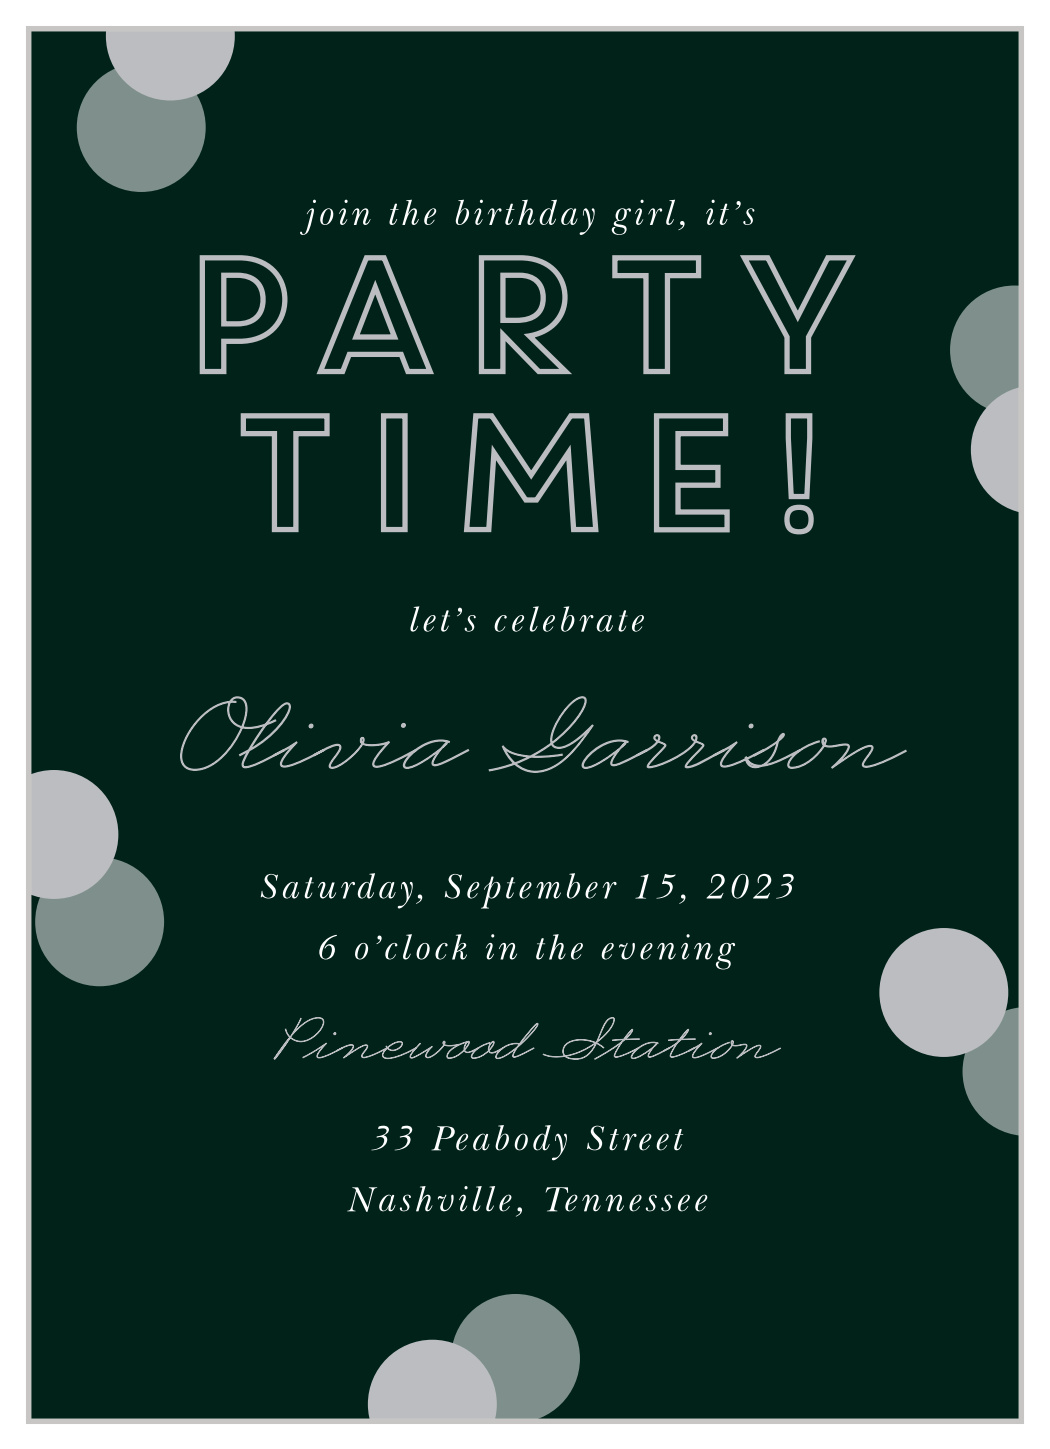 join the birthday girl, it’s
PARTY
TIME!
let’s celebrate
Olivia Garrison
Saturday, September 15, 2023
6 o’clock in the evening
Pinewood Station
33 Peabody Street
Nashville, Tennessee